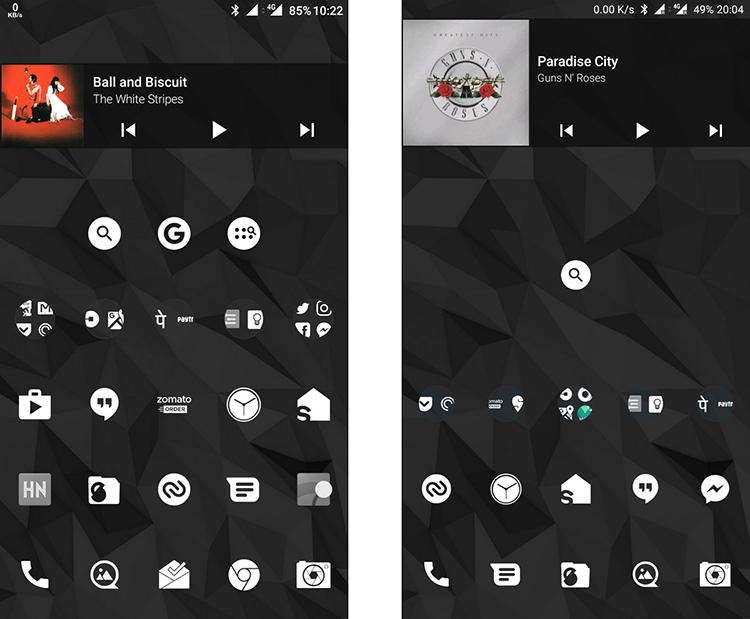 0
KB/s
4G
85% 10:22
Ball and Biscuit
The White Stripes
G
पे paytm
zomato
ORDER
S
HN
0.00 K/s
4G
49% 20:04
GREATEST HITS
GUNS N'
ROSES
Paradise City
Guns N' Roses
zomato
पे paytm
S